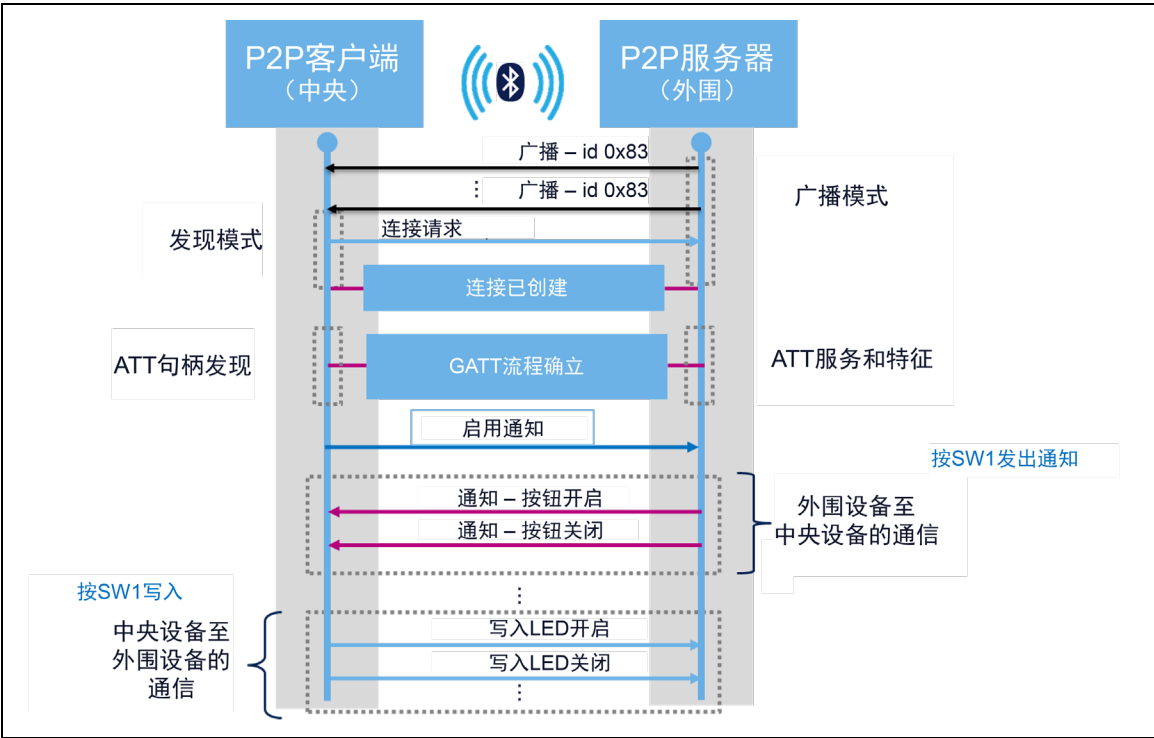 P2P客户端
（中央）
P2P服务器
（外围）
广播 – id 0x83
广播 – id 0x83
广播模式
发现模式
连接请求
连接已创建
ATT句柄发现
GATT流程确立
ATT服务和特征
启用通知
按SW1发出通知
通知 – 按钮开启
通知 – 按钮关闭
外围设备至
中央设备的通信
按SW1写入
中央设备至
外围设备的
通信
写入LED开启
写入LED关闭